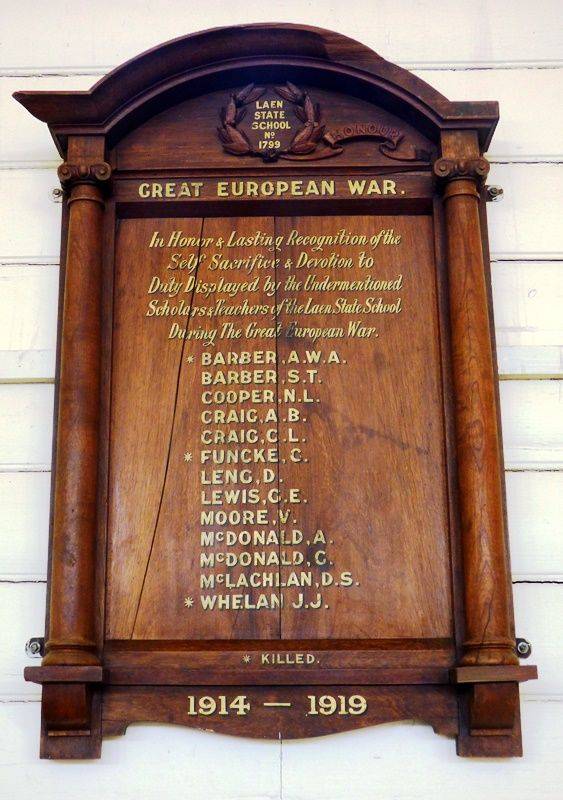 LAEN
STATE
SCHOOL
No
1799
HONOUR
GREAT EUROPEAN WAR.
In Honor & Lasting Recognition of the
Self Sacrifice & Devotion to
Duty Displayed by the Undermentioned
Scholars & Teachers of the Laen State School
During The Great European War.
* BARBER, A.W.A.
BARBER, S.T.
COOPER, N.L.
CRAIG, A.B.
CRAIG, C.L.
* FUNCKE, C.
LENG, D.
LEWIS, G.E.
MOORE, V.
McDONALD, A.
McDONALD, G.
McLACHLAN, D.S.
* WHELAN J.J.
* KILLED.
1914 — 1919